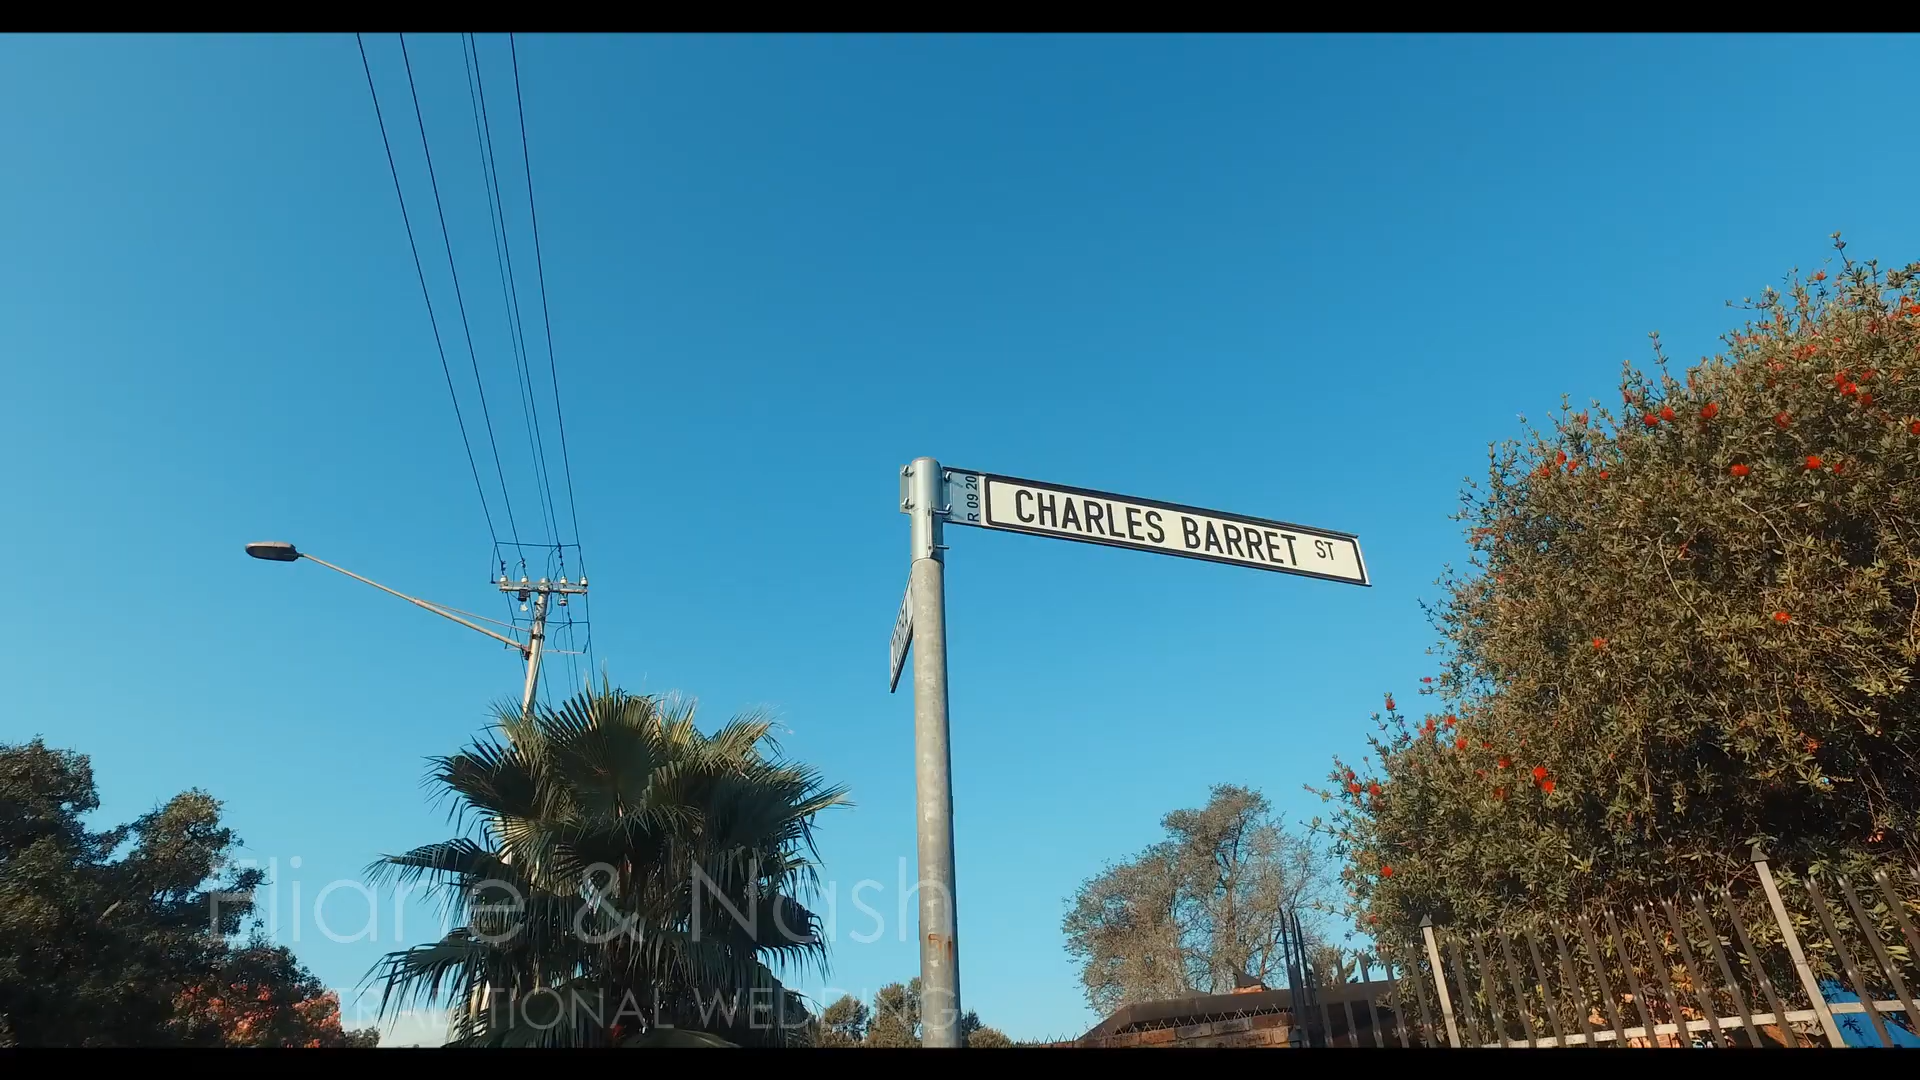 R 09 20
CHARLES BARRET ST
Eliane & Nash
TRADITIONAL WEDDING